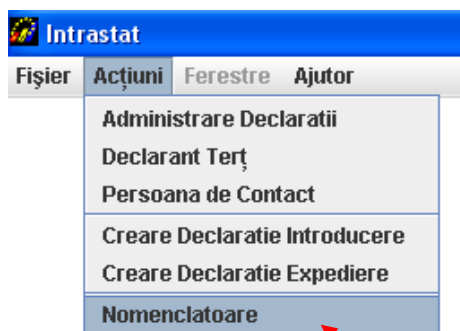 Intrastat
Fişier Acţiuni Ferestre Ajutor
Administrare Declaratii
Declarant Terţ
Persoana de Contact
Creare Declaratie Introducere
Creare Declaratie Expediere
Nomenclatoare